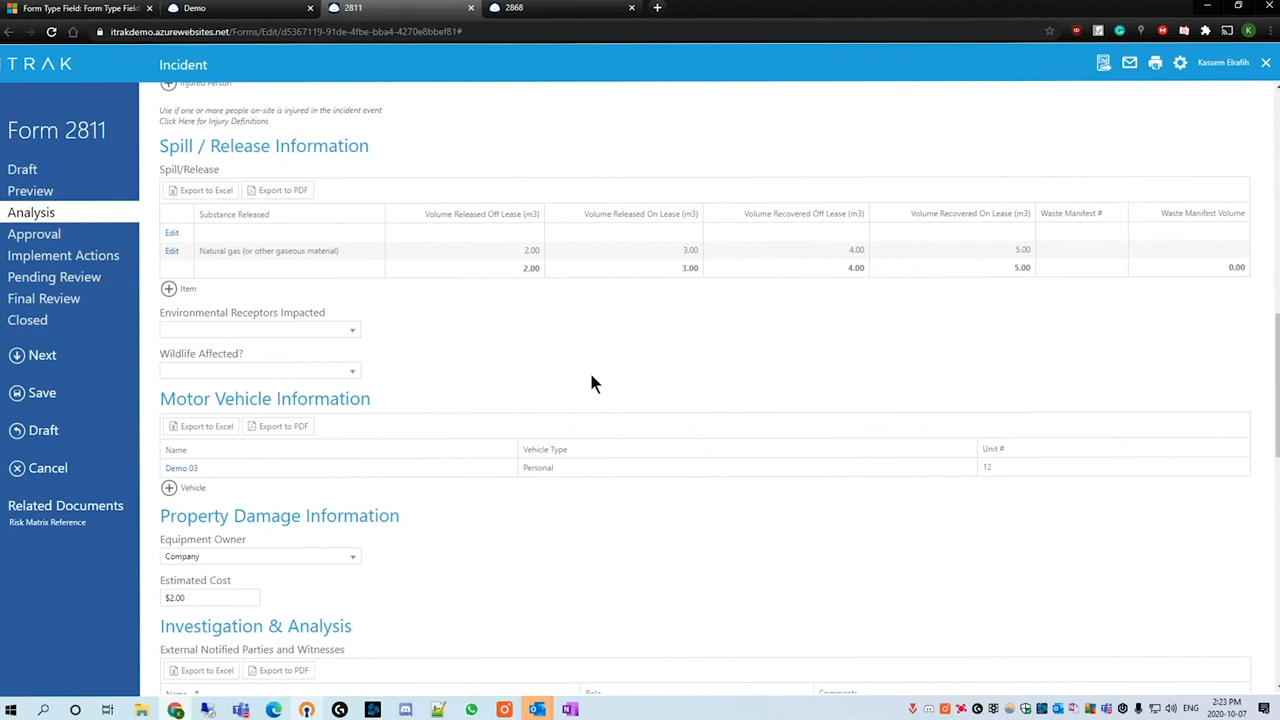 Form Type Field: Form Type Field
Demo
2811
2868
itrakdemo.azurewebsites.net/Forms/Edit/d5367119-91de-4fbe-bba4-4270e8bbef81#
ITRAK
Incident
Kassem Elrafih
Injured Person
Use if one or more people on-site is injured in the incident event
Click Here for Injury Definitions
Form 2811
Draft
Preview
Analysis
Approval
Implement Actions
Pending Review
Final Review
Closed
Next
Save
Draft
Cancel
Related Documents
Risk Matrix Reference
Spill / Release Information
Spill/Release
Export to Excel Export to PDF
Substance Released Volume Released Off Lease (m3) Volume Released On Lease (m3) Volume Recovered Off Lease (m3) Volume Recovered On Lease (m3) Waste Manifest # Waste Manifest Volume
Edit
Edit Natural gas (or other gaseous material) 2.00 3.00 4.00 5.00
2.00 3.00 4.00 5.00 0.00
Item
Environmental Receptors Impacted
Wildlife Affected?
Motor Vehicle Information
Export to Excel Export to PDF
Name Vehicle Type Unit #
Demo 03 Personal 12
Vehicle
Property Damage Information
Equipment Owner
Company
Estimated Cost
$2.00
Investigation & Analysis
External Notified Parties and Witnesses
Export to Excel Export to PDF
Name * Role Comments
2:23 PM
2020-10-07